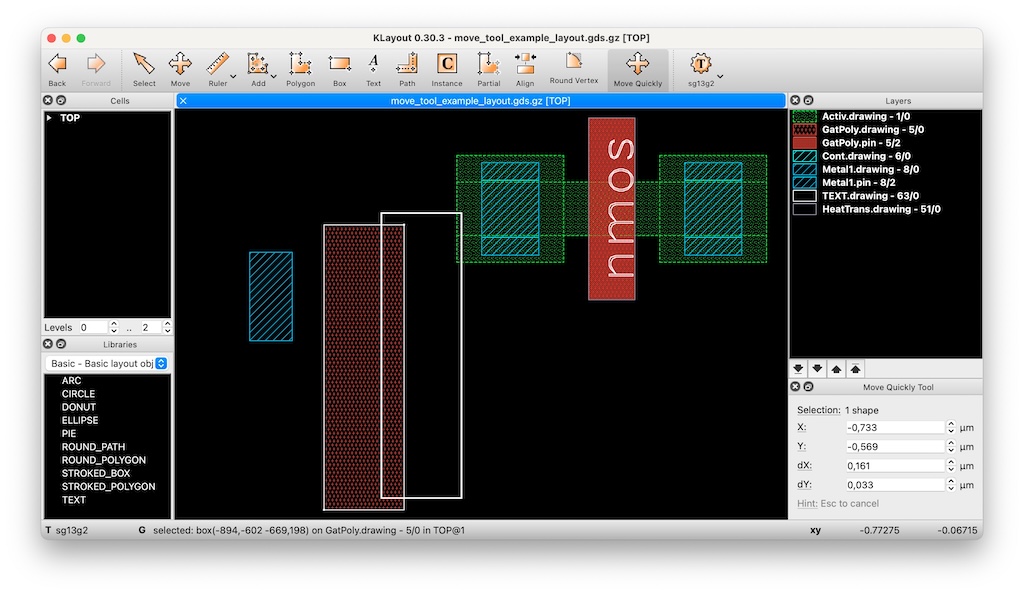 KLayout 0.30.3 - move_tool_example_layout.gds.gz [TOP]
Back Forward Select Move Ruler Add Polygon Box Text Path Instance Partial Align Round Vertex Move Quickly sg13g2
Cells
move_tool_example_layout.gds.gz [TOP]
Layers
TOP
Activ.drawing - 1/0
GatPoly.drawing - 5/0
GatPoly.pin - 5/2
Cont.drawing - 6/0
Metal1.drawing - 8/0
Metal1.pin - 8/2
TEXT.drawing - 63/0
HeatTrans.drawing - 51/0
nmos
Levels 0 .. 2
Libraries
Basic - Basic layout obj
ARC
CIRCLE
DONUT
ELLIPSE
PIE
ROUND_PATH
ROUND_POLYGON
STROKED_BOX
STROKED_POLYGON
TEXT
Move Quickly Tool
Selection: 1 shape
X: -0,733 µm
Y: -0,569 µm
dX: 0,161 µm
dY: 0,033 µm
Hint: Esc to cancel
T sg13g2 G selected: box(-894,-602 -669,198) on GatPoly.drawing - 5/0 in TOP@1 xy -0.77275 -0.06715